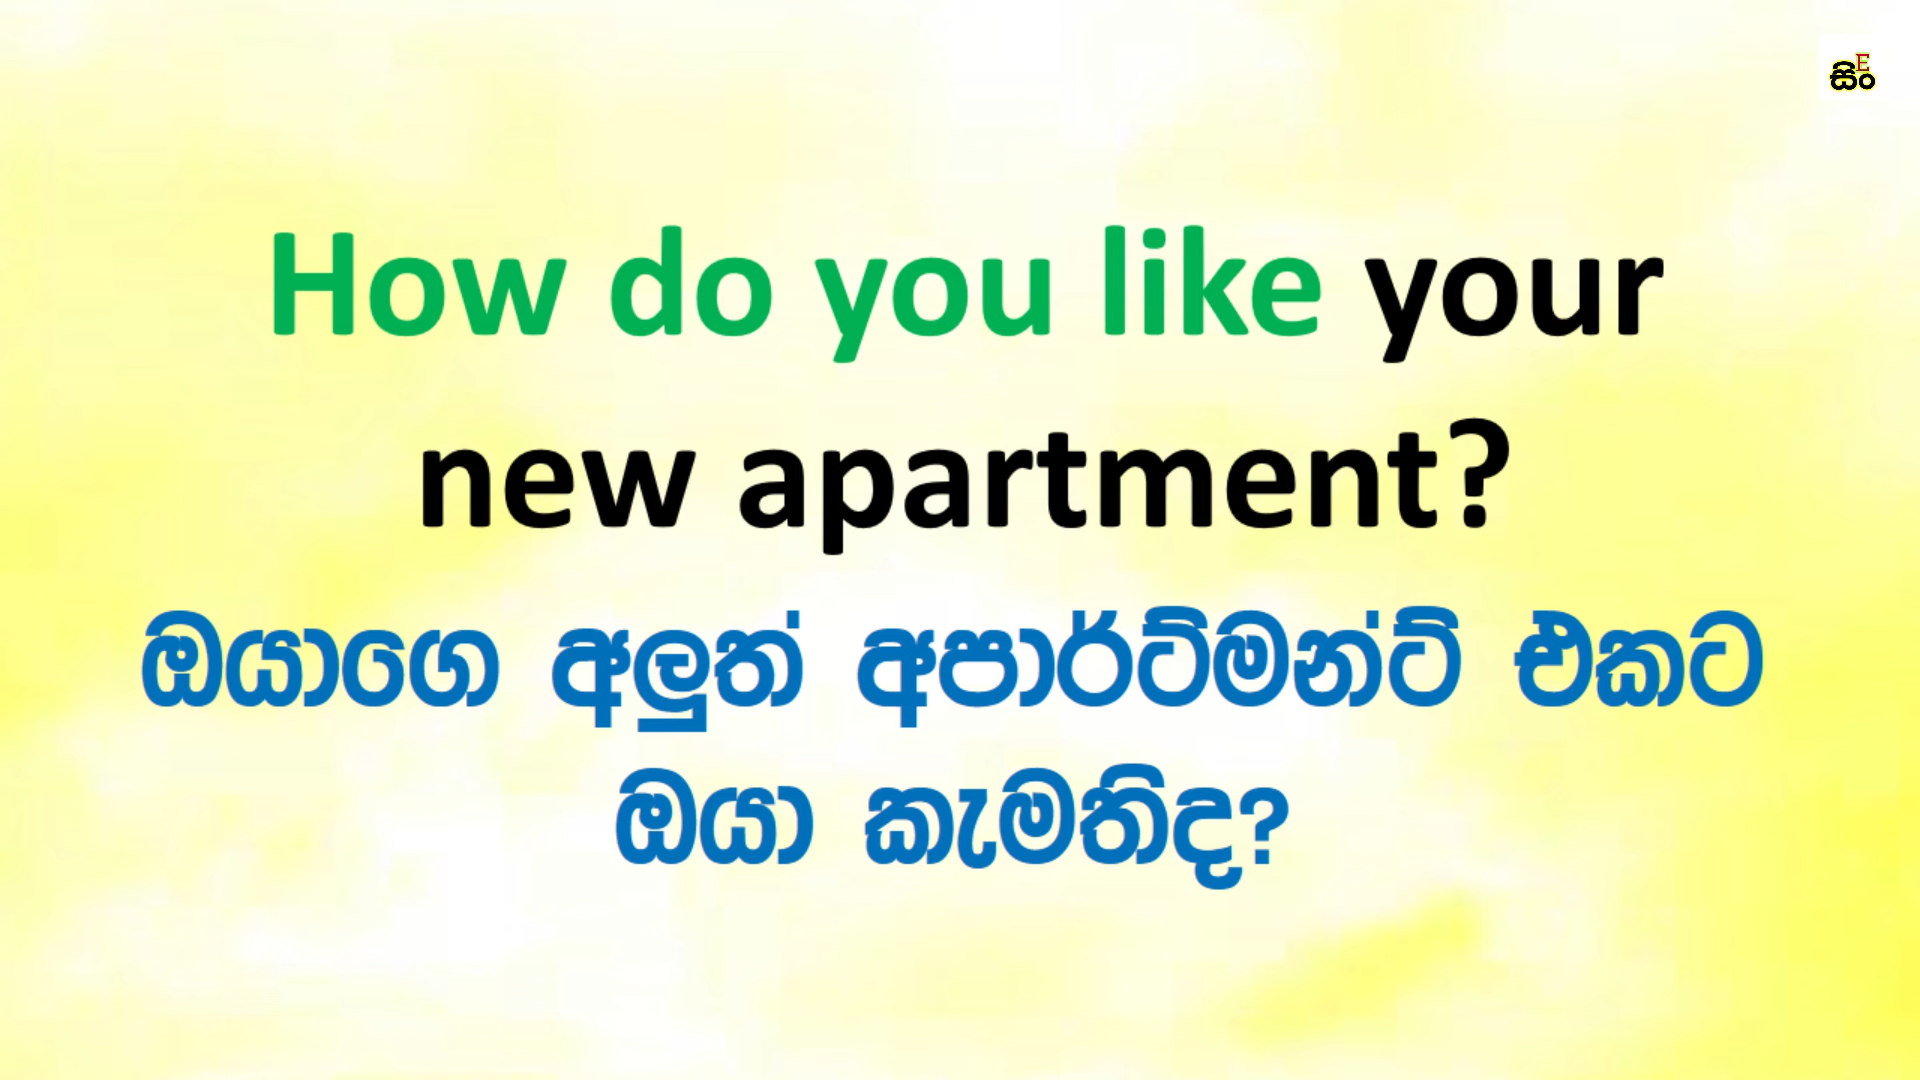 සිං
E
How do you like your
new apartment?
ඔයාගෙ අලුත් අපාර්ට්මන්ට් එකට
ඔයා කැමතිද?